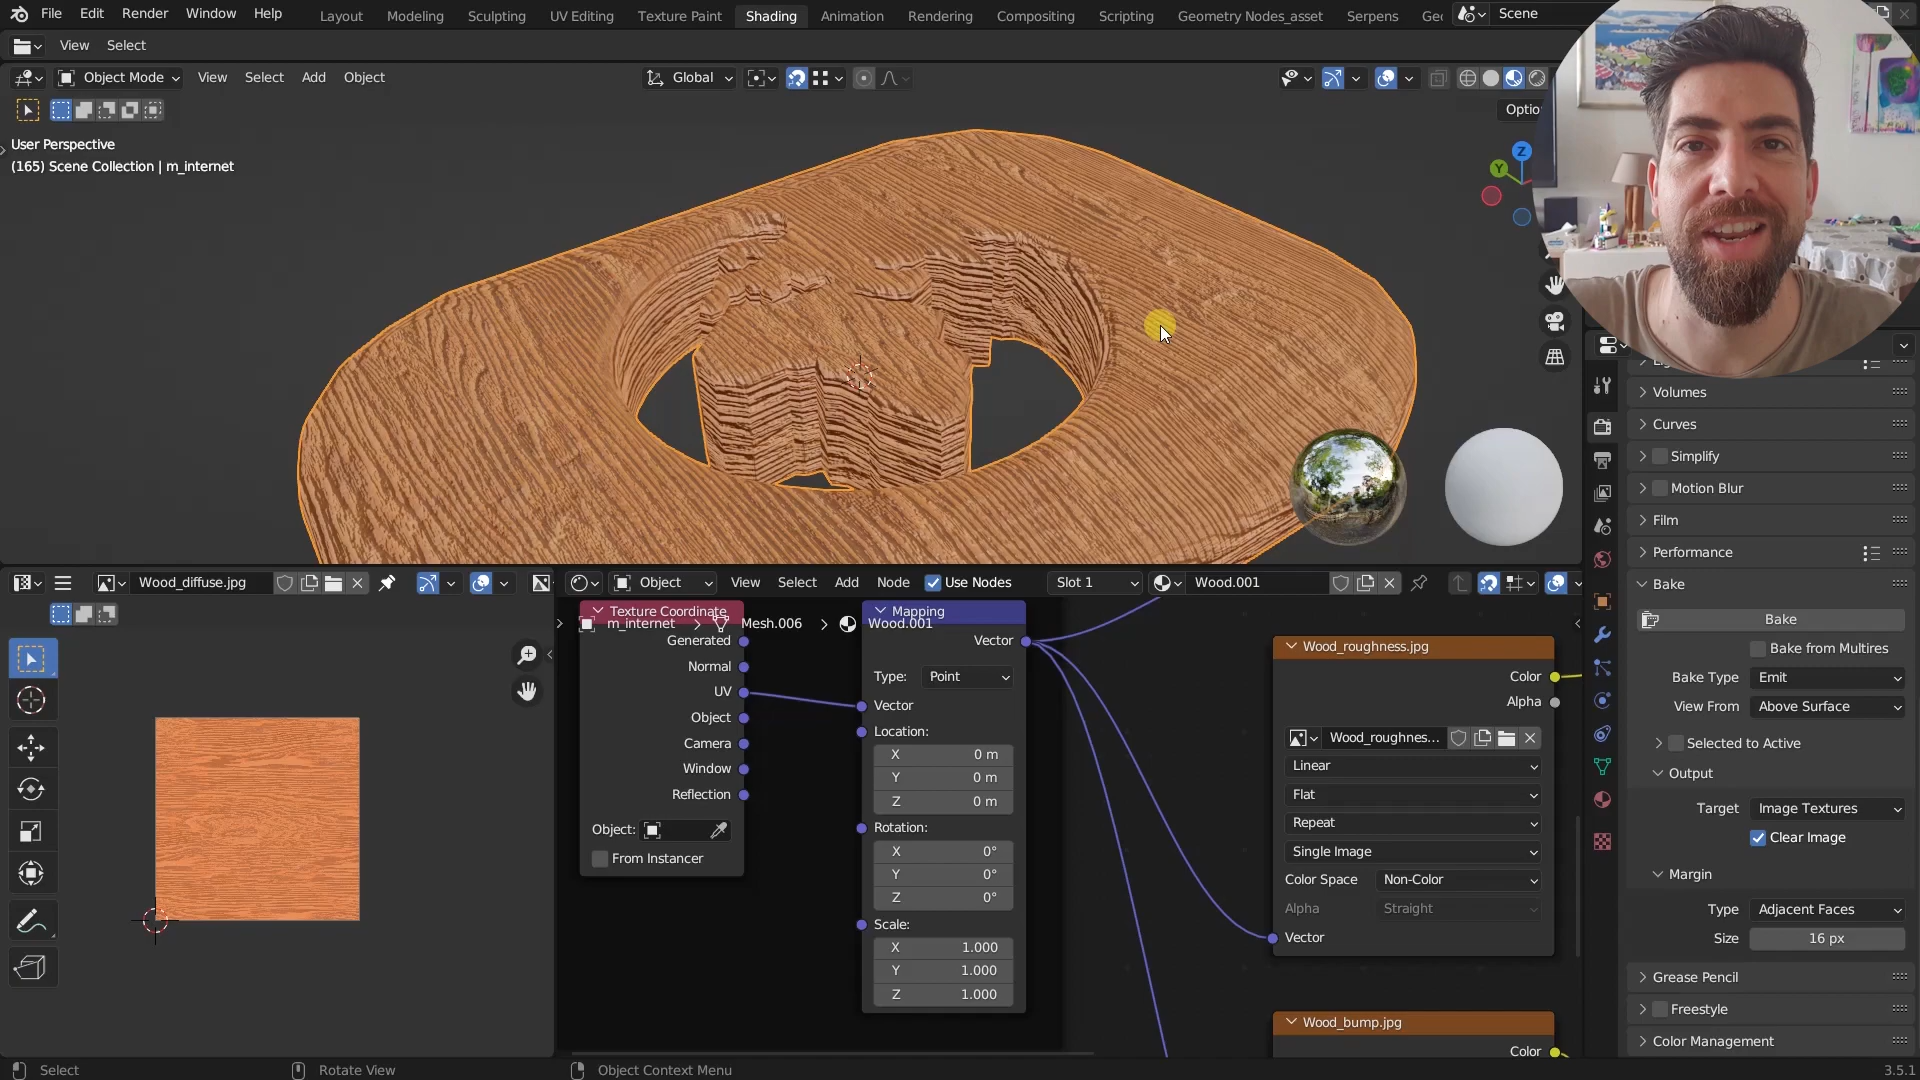 File Edit Render Window Help Layout Modeling Sculpting UV Editing Texture Paint Shading Animation Rendering Compositing Scripting Geometry Nodes_asset Serpens Scene
View Select
Object Mode View Select Add Object Global
Optio
User Perspective
(165) Scene Collection | m_internet
Z
Y
Volumes
Curves
Simplify
Motion Blur
Film
Performance
Bake
Bake
Bake from Multires
Bake Type Emit
View From Above Surface
Selected to Active
Output
Target Image Textures
Clear Image
Margin
Type Adjacent Faces
Size 16 px
Grease Pencil
Freestyle
Color Management
Wood_diffuse.jpg
Object View Select Add Node Use Nodes Slot 1 Wood.001
m_internet Mesh.006 Wood.001
Texture Coordinate
Generated
Normal
UV
Object
Camera
Window
Reflection
Object:
From Instancer
Mapping
Vector
Type: Point
Vector
Location:
X 0 m
Y 0 m
Z 0 m
Rotation:
X 0°
Y 0°
Z 0°
Scale:
X 1.000
Y 1.000
Z 1.000
Wood_roughness.jpg
Color
Alpha
Wood_roughnes...
Linear
Flat
Repeat
Single Image
Color Space Non-Color
Alpha Straight
Vector
Wood_bump.jpg
Color
Select Rotate View Object Context Menu 3.5.1